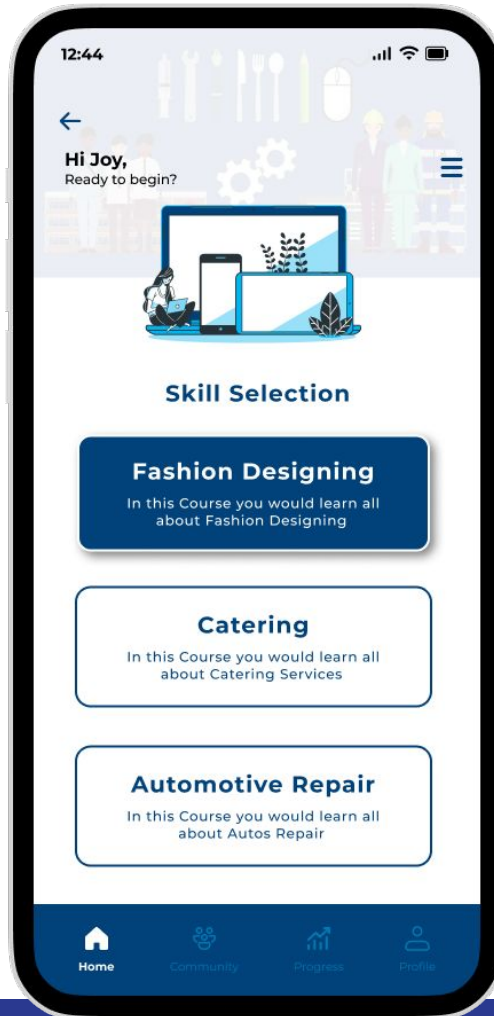 12:44
Hi Joy,
Ready to begin?
Skill Selection
Fashion Designing
In this Course you would learn all
about Fashion Designing
Catering
In this Course you would learn all
about Catering Services
Automotive Repair
In this Course you would learn all
about Autos Repair
Home Community Progress Profile